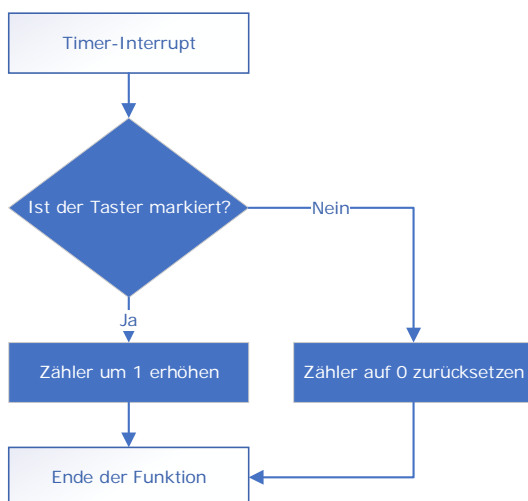 Timer-Interrupt
Ist der Taster markiert?
Nein
Ja
Zähler um 1 erhöhen
Zähler auf 0 zurücksetzen
Ende der Funktion